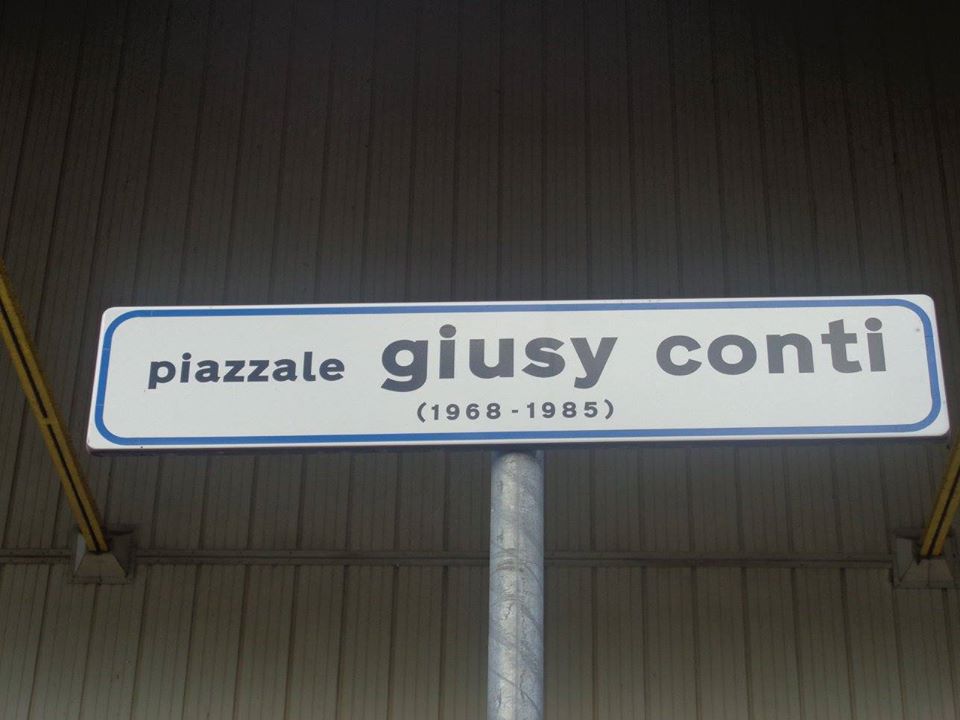 piazzale giusy conti
(1968 - 1985)